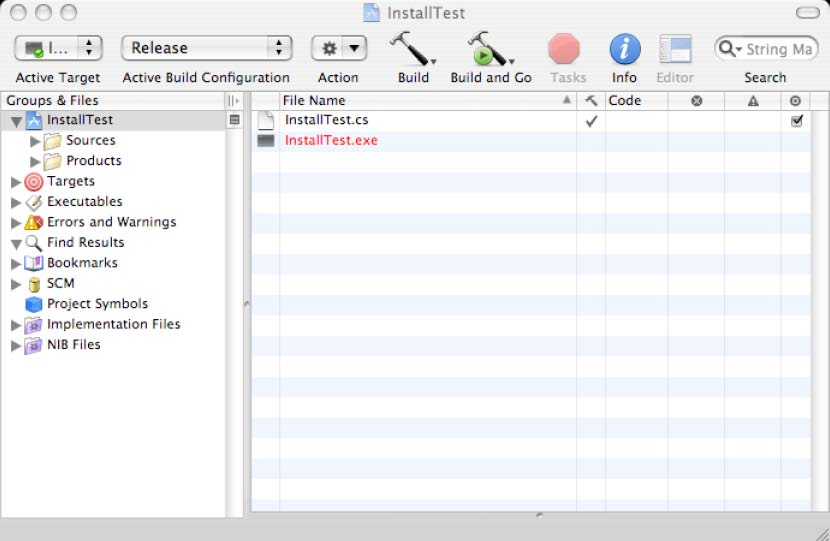 InstallTest
I...
Release
String Ma
Active Target
Active Build Configuration
Action
Build
Build and Go
Tasks
Info
Editor
Search
Groups & Files
File Name
Code
InstallTest
InstallTest.cs
Sources
InstallTest.exe
Products
Targets
Executables
Errors and Warnings
Find Results
Bookmarks
SCM
Project Symbols
Implementation Files
NIB Files